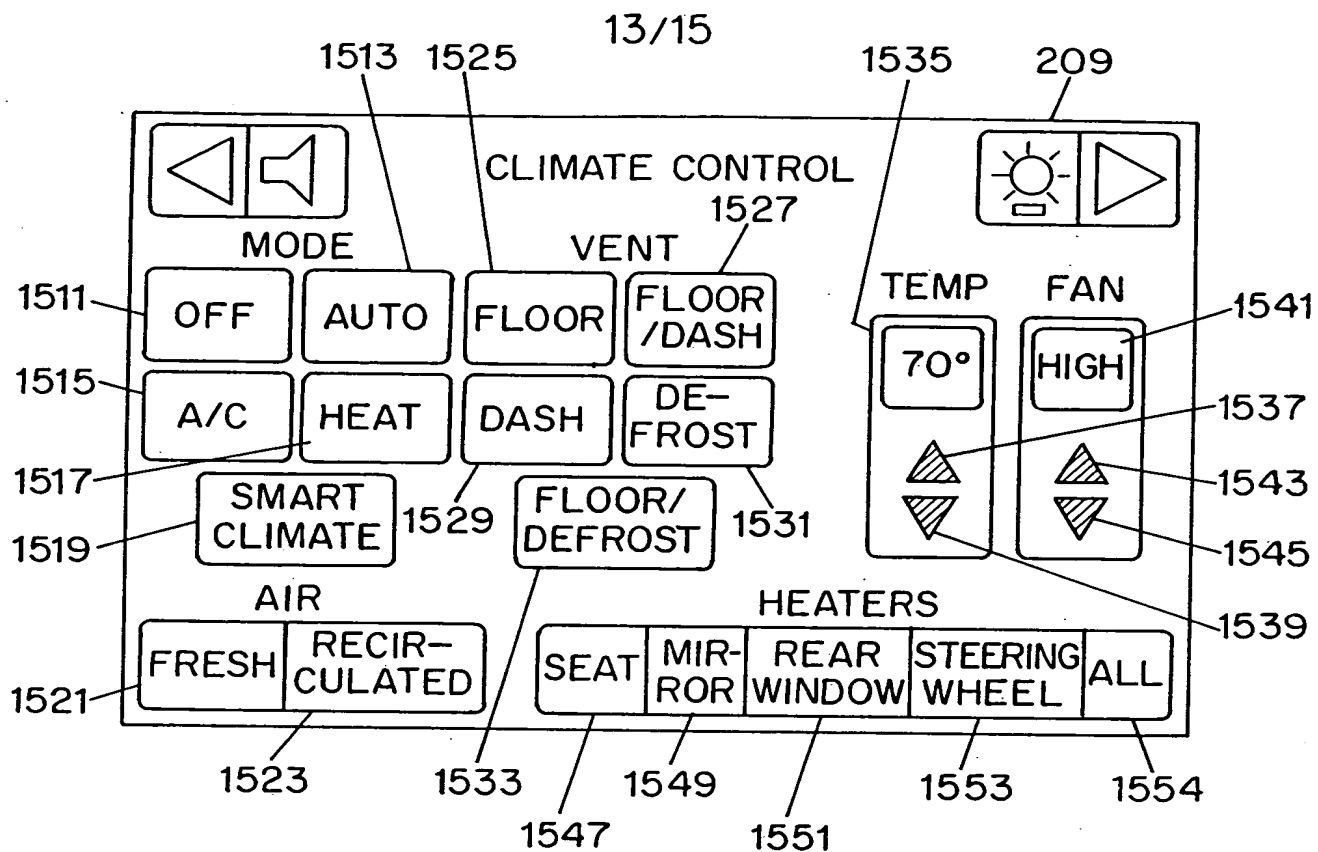 13/15
1513 1525 1535 209
CLIMATE CONTROL
1527
MODE VENT
TEMP FAN
1511 OFF AUTO FLOOR FLOOR
/DASH
70° HIGH 1541
1515 A/C HEAT DASH DE-
FROST
1537
1517
1543
SMART
CLIMATE
1529 FLOOR/
DEFROST
1531
1519
1545
1539
AIR HEATERS
FRESH RECIR-
CULATED
SEAT MIR-
ROR
REAR
WINDOW
STEERING
WHEEL
ALL
1521
1523 1533 1549 1553 1554
1547 1551